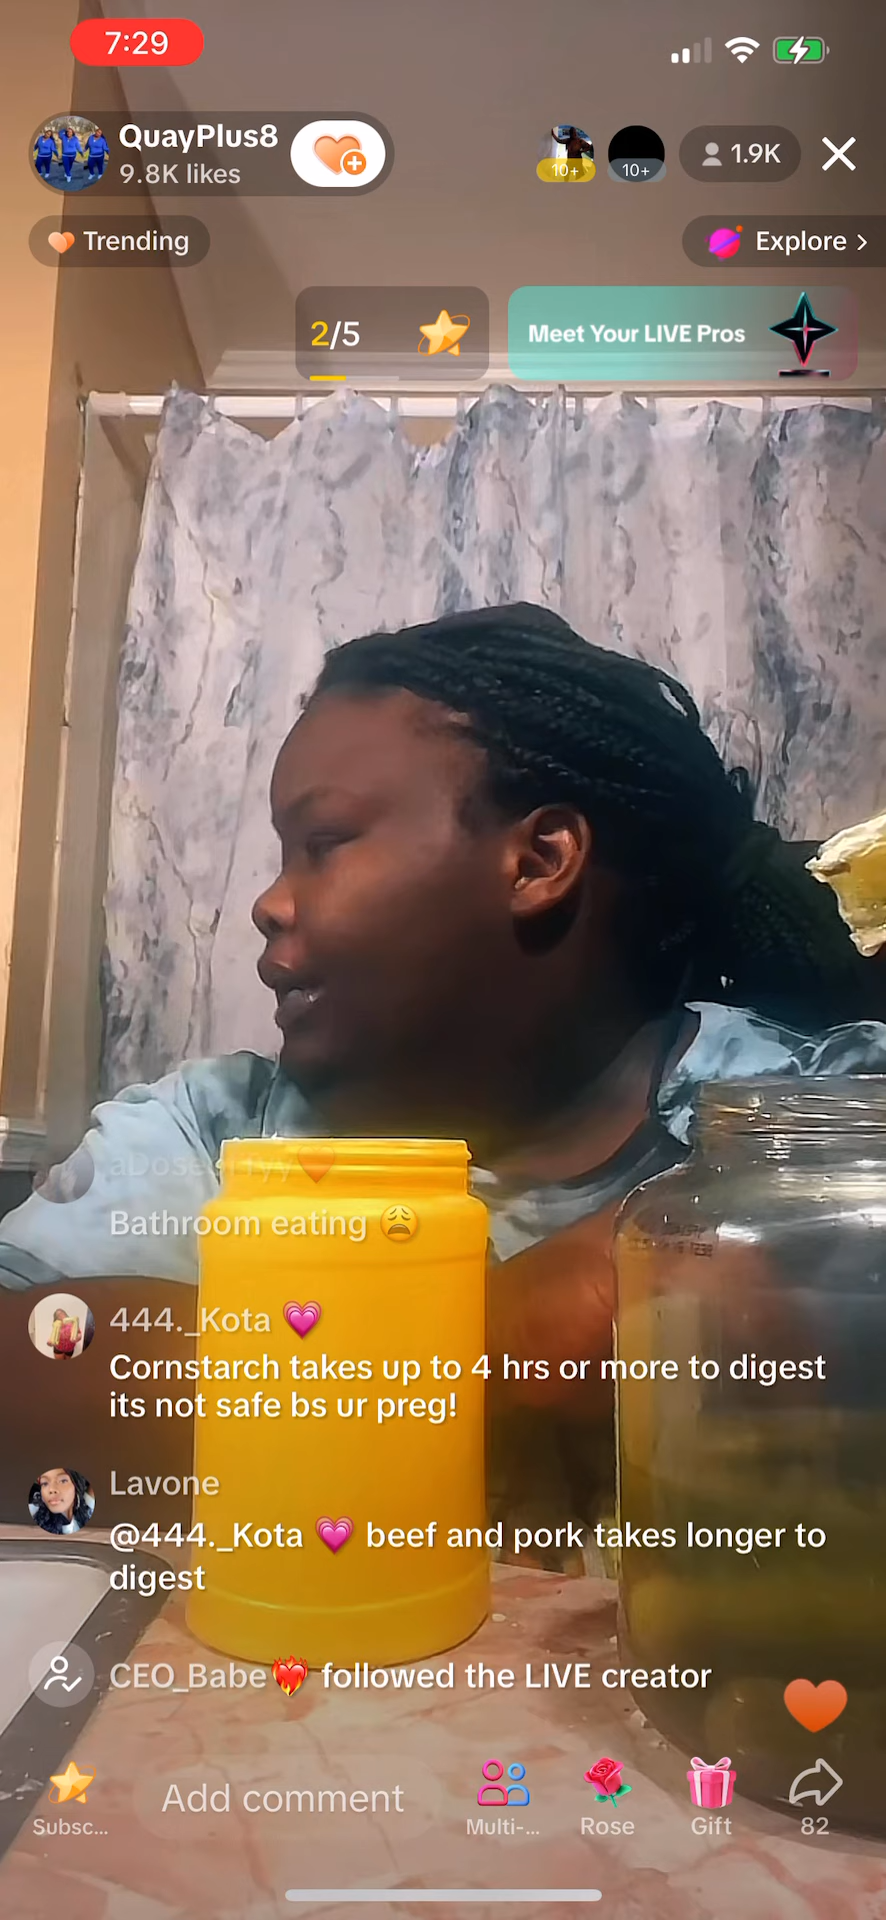 7:29
QuayPlus8
9.8K likes
10+
10+
1.9K
Trending
Explore >
2/5
Meet Your LIVE Pros
Bathroom eating 😩
444._Kota 💗
Cornstarch takes up to 4 hrs or more to digest
its not safe bs ur preg!
Lavone
@444._Kota 💗 beef and pork takes longer to
digest
CEO_Babe❤️‍🔥 followed the LIVE creator
Add comment
Subsc...
Multi-...
Rose
Gift
82